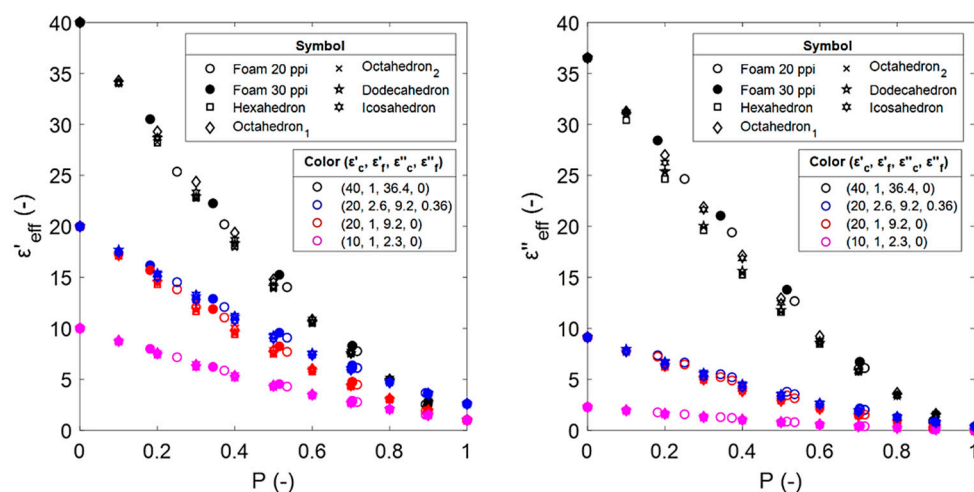 40
35
30
25
20
15
10
5
0
ε'eff (-)
Symbol
Foam 20 ppi
Octahedron2
Foam 30 ppi
Dodecahedron
Hexahedron
Icosahedron
Octahedron1
Color (ε'c, ε'f, ε''c, ε''f)
(40, 1, 36.4, 0)
(20, 2.6, 9.2, 0.36)
(20, 1, 9.2, 0)
(10, 1, 2.3, 0)
0 0.2 0.4 0.6 0.8 1
P (-)
40
35
30
25
20
15
10
5
0
ε''eff (-)
Symbol
Foam 20 ppi
Octahedron2
Foam 30 ppi
Dodecahedron
Hexahedron
Icosahedron
Octahedron1
Color (ε'c, ε'f, ε''c, ε''f)
(40, 1, 36.4, 0)
(20, 2.6, 9.2, 0.36)
(20, 1, 9.2, 0)
(10, 1, 2.3, 0)
0 0.2 0.4 0.6 0.8 1
P (-)